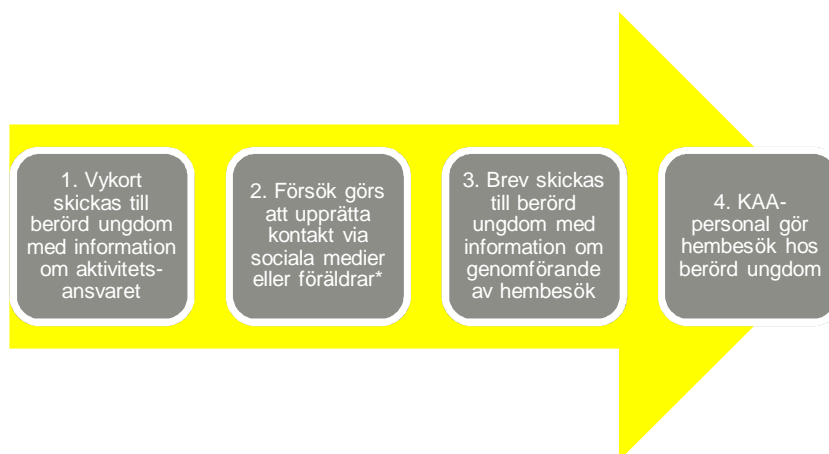 1. Vykort
skickas till
berörd ungdom
med information
om aktivitets-
ansvaret
2. Försök görs
att upprätta
kontakt via
sociala medier
eller föräldrar*
3. Brev skickas
till berörd
ungdom med
information om
genomförande
av hembesök
4. KAA-
personal gör
hembesök hos
berörd ungdom